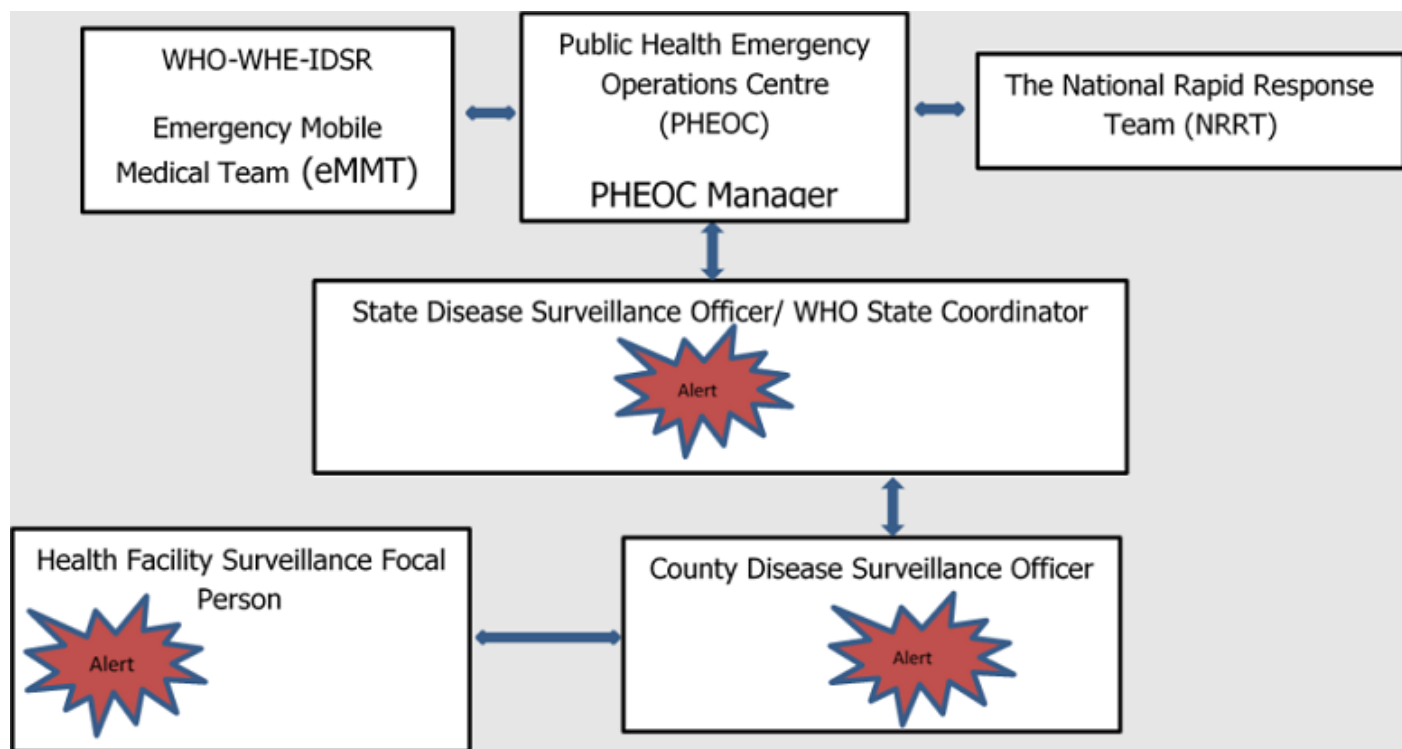 WHO-WHE-IDSR
Emergency Mobile
Medical Team (eMMT)
Public Health Emergency
Operations Centre
(PHEOC)
PHEOC Manager
The National Rapid Response
Team (NRRT)
State Disease Surveillance Officer/ WHO State Coordinator
Alert
Health Facility Surveillance Focal
Person
Alert
County Disease Surveillance Officer
Alert